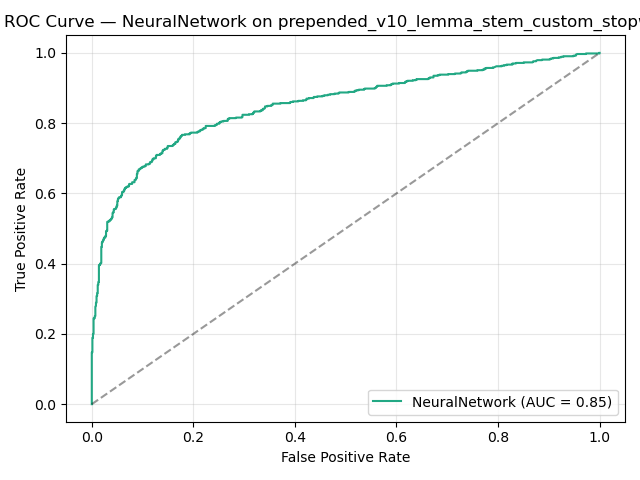 ROC Curve — NeuralNetwork on prepended_v10_lemma_stem_custom_stop
True Positive Rate
1.0
0.8
0.6
0.4
0.2
0.0
NeuralNetwork (AUC = 0.85)
0.0 0.2 0.4 0.6 0.8 1.0
False Positive Rate